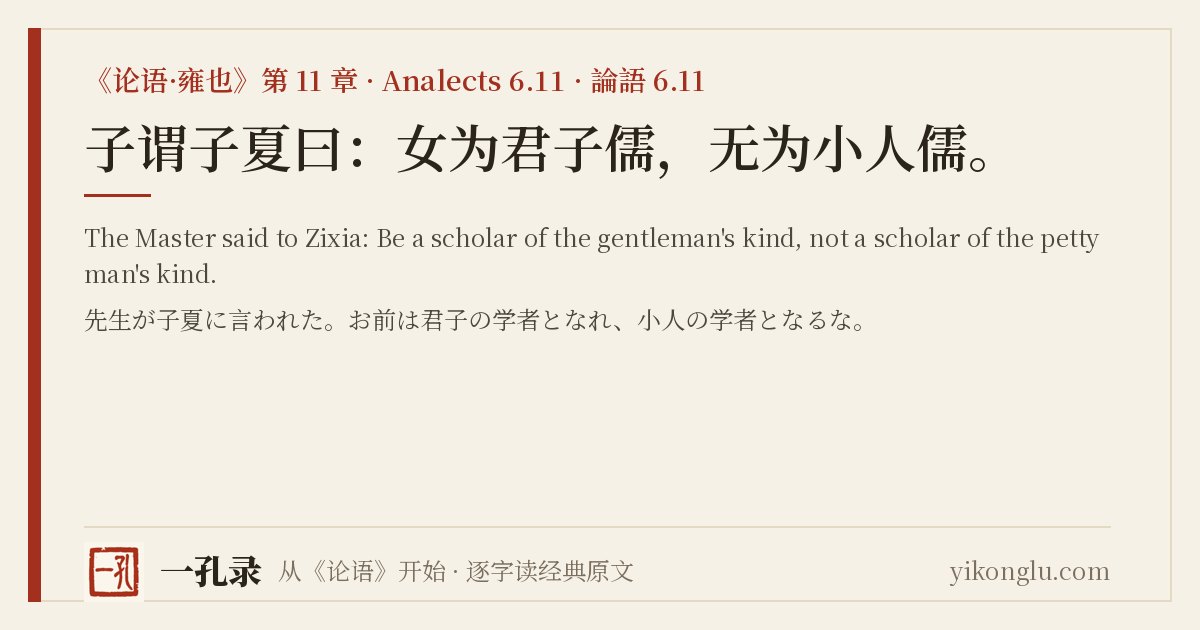 《论语·雍也》第 11 章 · Analects 6.11 · 論語 6.11
子谓子夏曰：女为君子儒，无为小人儒。
The Master said to Zixia: Be a scholar of the gentleman's kind, not a scholar of the petty
man's kind.
先生が子夏に言われた。お前は君子の学者となれ、小人の学者となるな。
一孔
一孔录 从《论语》开始 · 逐字读经典原文 yikonglu.com